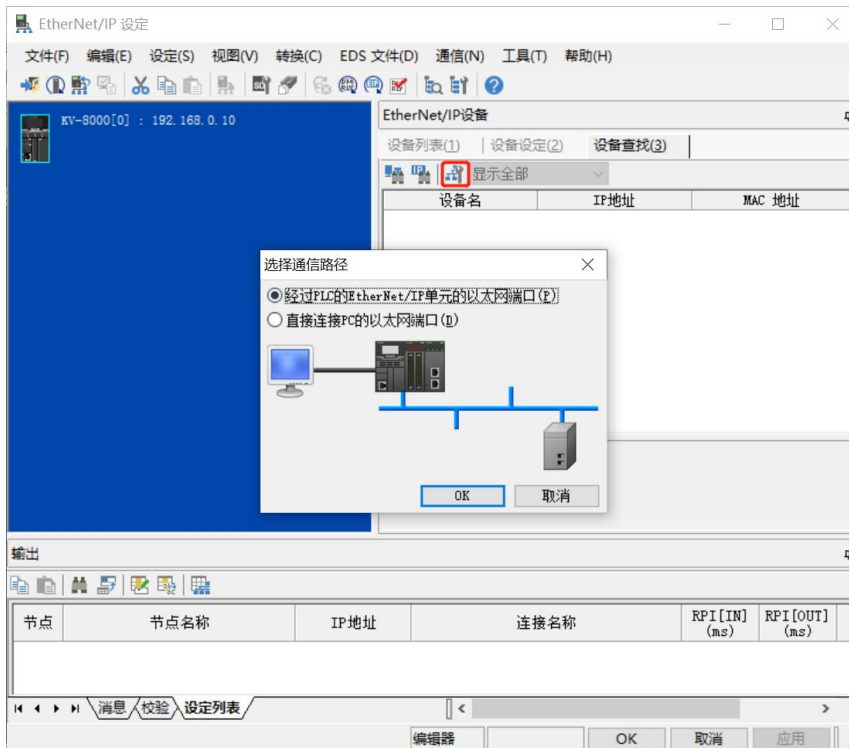 EtherNet/IP 设定
文件(F) 编辑(E) 设定(S) 视图(V) 转换(C) EDS 文件(D) 通信(N) 工具(T) 帮助(H)
KV-8000[0] : 192.168.0.10
EtherNet/IP设备
设备列表(1) 设备设定(2) 设备查找(3)
显示全部
设备名 IP地址 MAC 地址
选择通信路径
经过PLC的EtherNet/IP单元的以太网端口(P)
直接连接PC的以太网端口(D)
OK 取消
输出
节点 节点名称 IP地址 连接名称 RPI[IN] (ms) RPI[OUT] (ms)
消息 校验 设定列表
编辑器 OK 取消 应用